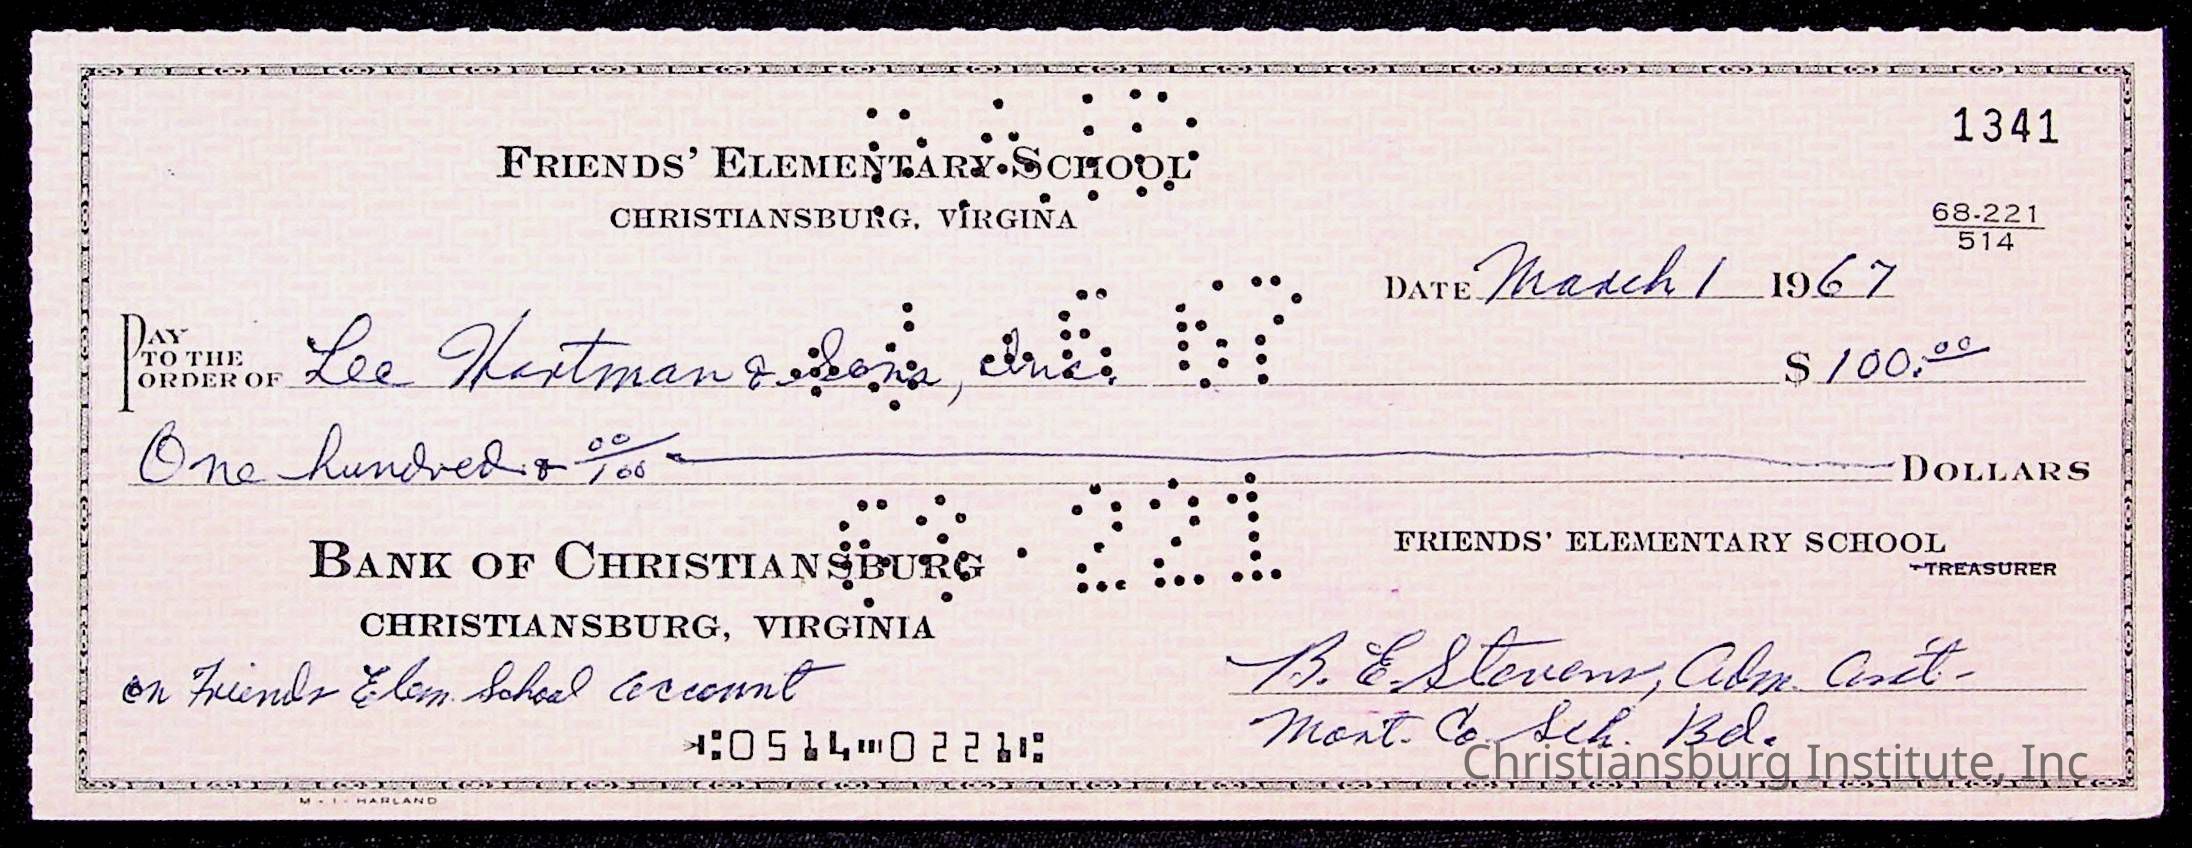 1341
FRIENDS' ELEMENTARY SCHOOL
CHRISTIANSBURG, VIRGINA
68-221
514
DATE March 1 1967
PAY TO THE ORDER OF Lee Hartman & Sons, Inc. $ 100.00
One hundred & 00/100 DOLLARS
BANK OF CHRISTIANSBURG
CHRISTIANSBURG, VIRGINIA
FRIENDS' ELEMENTARY SCHOOL
TREASURER
on Friends Elem. School account
B. E. Stevens, Adm. Asst.
Mont. Co. Sch. Bd.
⑆0514⑉0221⑆
Christiansburg Institute, Inc
M - I - HARLAND